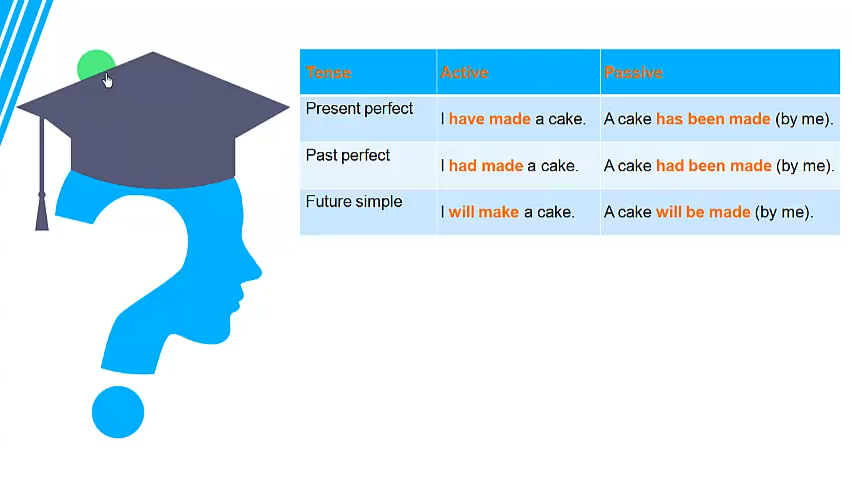 Tense Active Passive
Present perfect I have made a cake. A cake has been made (by me).
Past perfect I had made a cake. A cake had been made (by me).
Future simple I will make a cake. A cake will be made (by me).